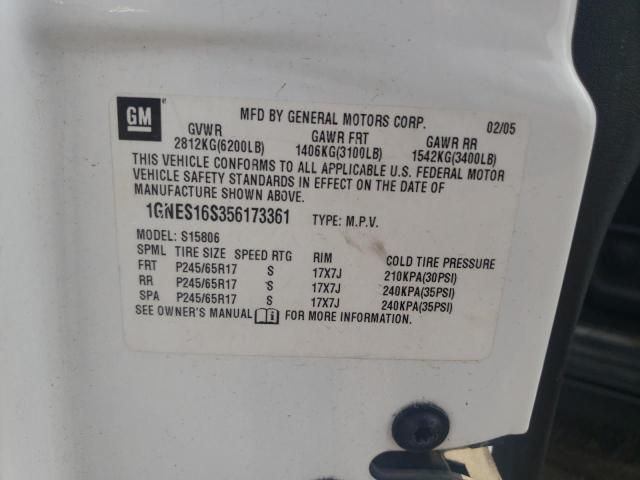 GM
MFD BY GENERAL MOTORS CORP. 02/05
GVWR GAWR FRT GAWR RR
2812KG(6200LB) 1406KG(3100LB) 1542KG(3400LB)
THIS VEHICLE CONFORMS TO ALL APPLICABLE U.S. FEDERAL MOTOR
VEHICLE SAFETY STANDARDS IN EFFECT ON THE DATE OF
MANUFACTURE SHOWN ABOVE.
1GNES16S356173361 TYPE: M.P.V.
MODEL: S15806
SPML TIRE SIZE SPEED RTG RIM COLD TIRE PRESSURE
FRT P245/65R17 S 17X7J 210KPA(30PSI)
RR P245/65R17 S 17X7J 240KPA(35PSI)
SPA P245/65R17 S 17X7J 240KPA(35PSI)
SEE OWNER'S MANUAL FOR MORE INFORMATION.